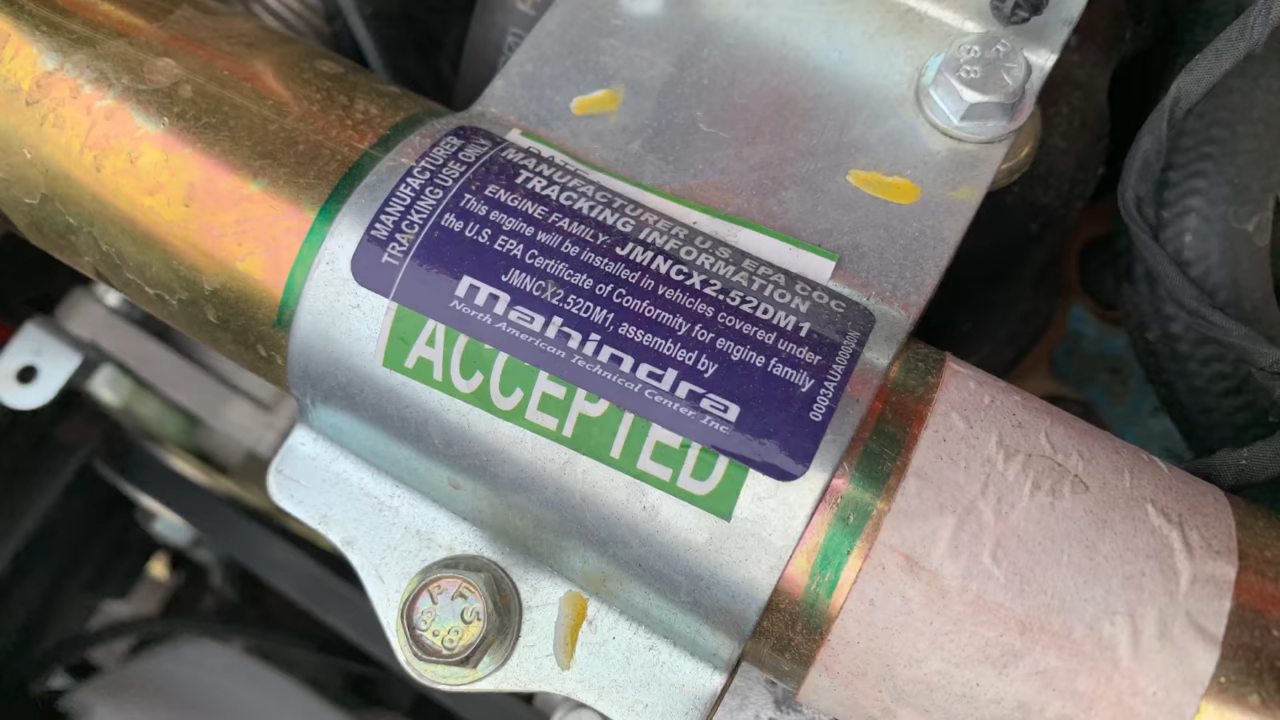 MANUFACTURER
TRACKING USE ONLY
MANUFACTURER U.S. EPA COC
TRACKING INFORMATION
ENGINE FAMILY: JMNCX2.52DM1
This engine will be installed in vehicles covered under
the U.S. EPA Certificate of Conformity for engine family
JMNCX2.52DM1, assembled by
mahindra
North American Technical Center, Inc.
0003AUA00030N
ACCEPTED
8.8
88